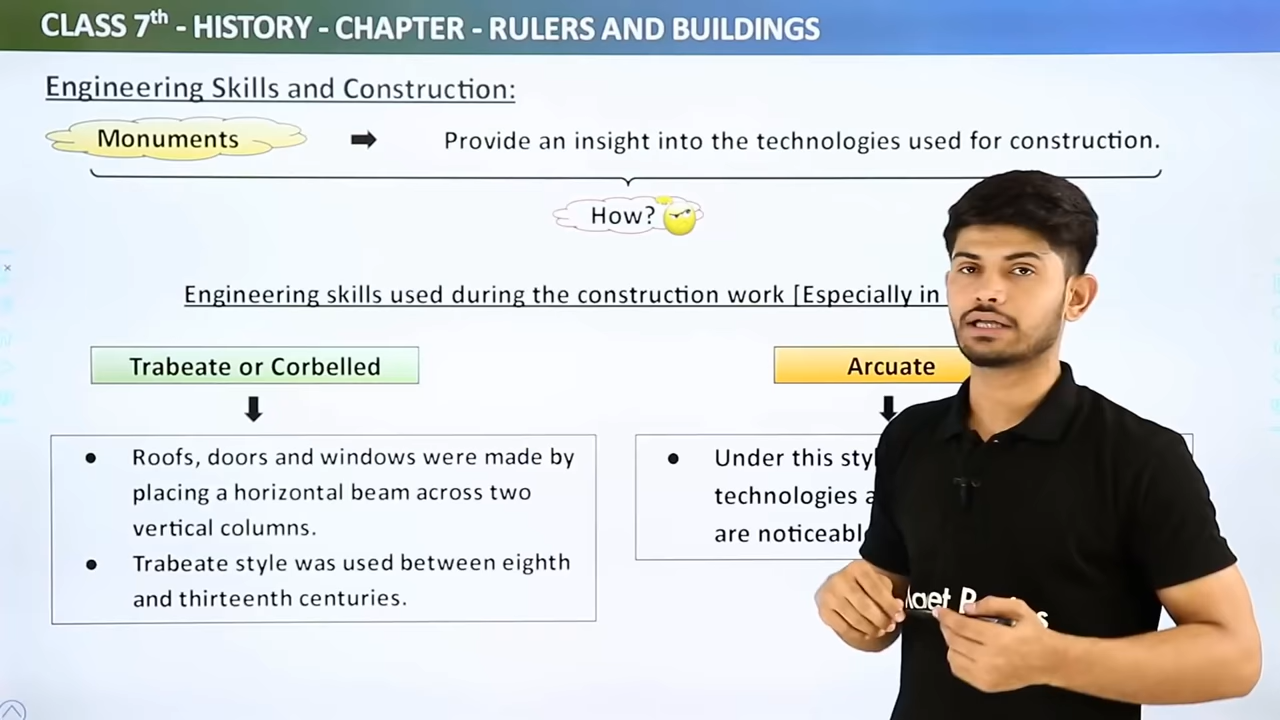 CLASS 7th - HISTORY - CHAPTER - RULERS AND BUILDINGS
Engineering Skills and Construction:
Monuments
Provide an insight into the technologies used for construction.
How?
Engineering skills used during the construction work [Especially in
Trabeate or Corbelled
Arcuate
● Roofs, doors and windows were made by
placing a horizontal beam across two
vertical columns.
● Trabeate style was used between eighth
and thirteenth centuries.
● Under this
technologies
are